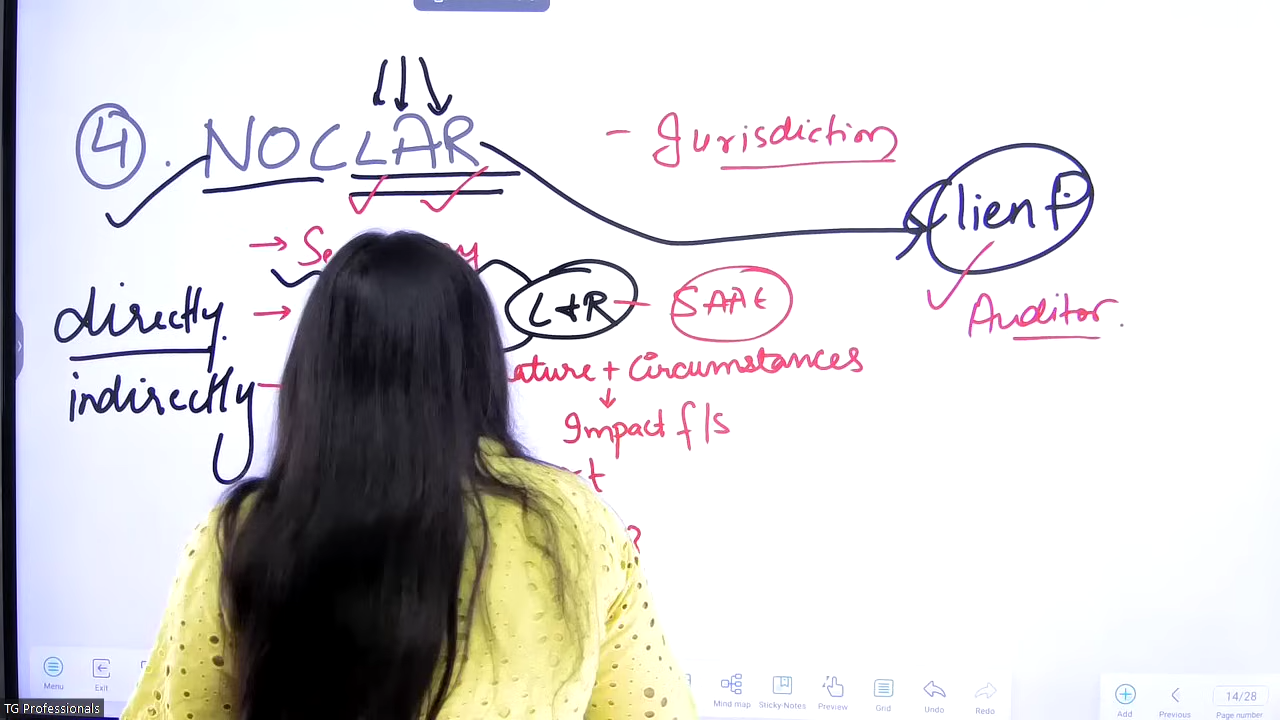 4. NOCLAR
- Jurisdiction
Client
Auditor.
directly
indirectly
L+R - SAAE
+ Circumstances
Impact f/s
Menu
Exit
Mind map
Sticky Notes
Preview
Grid
Undo
Redo
Add
Previous
14/28
Page number
TG Professionals